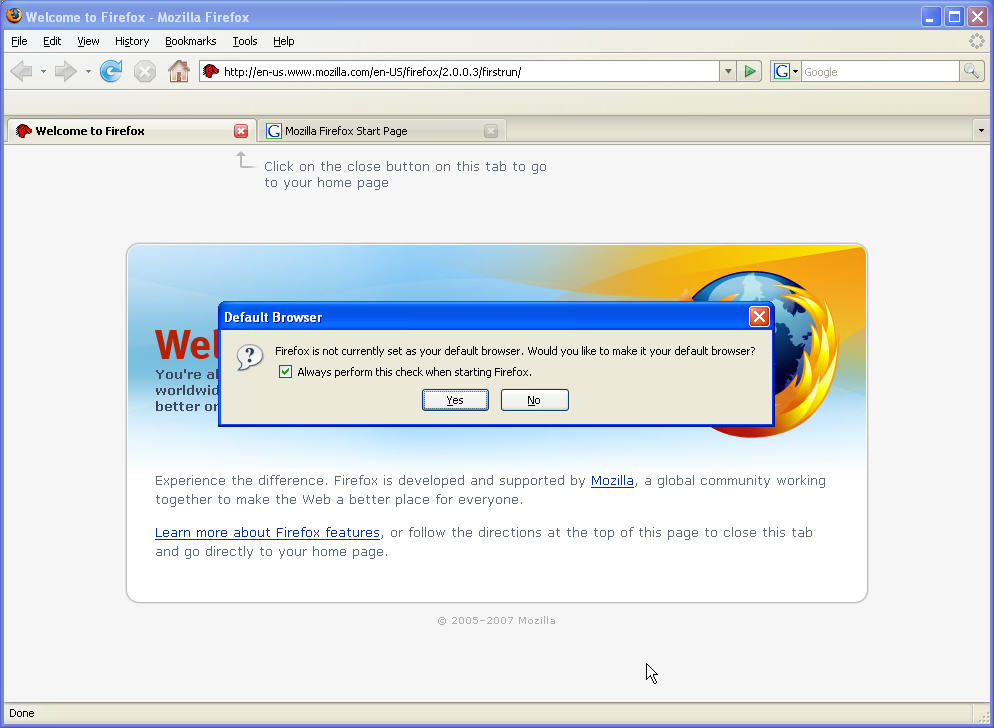 Welcome to Firefox - Mozilla Firefox
File Edit View History Bookmarks Tools Help
http://en-us.www.mozilla.com/en-US/firefox/2.0.0.3/firstrun/
G Google
Welcome to Firefox
G Mozilla Firefox Start Page
Click on the close button on this tab to go
to your home page
Default Browser
Firefox is not currently set as your default browser. Would you like to make it your default browser?
Always perform this check when starting Firefox.
Yes No
Wel
You're al
worldwid
better or
Experience the difference. Firefox is developed and supported by Mozilla, a global community working
together to make the Web a better place for everyone.
Learn more about Firefox features, or follow the directions at the top of this page to close this tab
and go directly to your home page.
© 2005–2007 Mozilla
Done